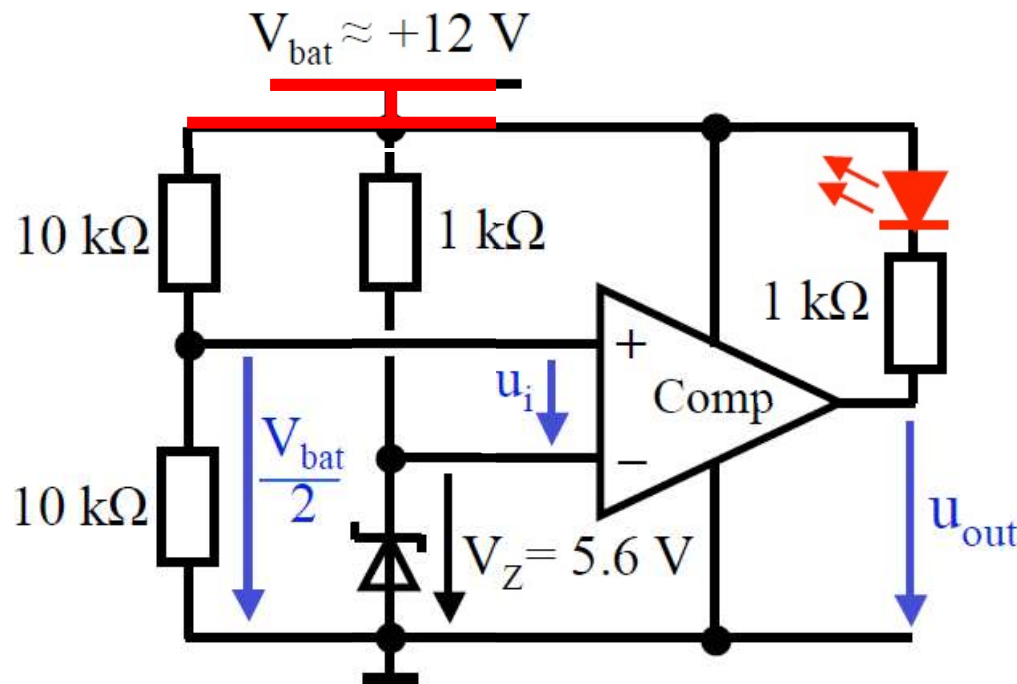 V_bat ≈ +12 V
10 kΩ
1 kΩ
1 kΩ
+
u_i
Comp
V_bat
2
−
10 kΩ
V_Z = 5.6 V
u_out